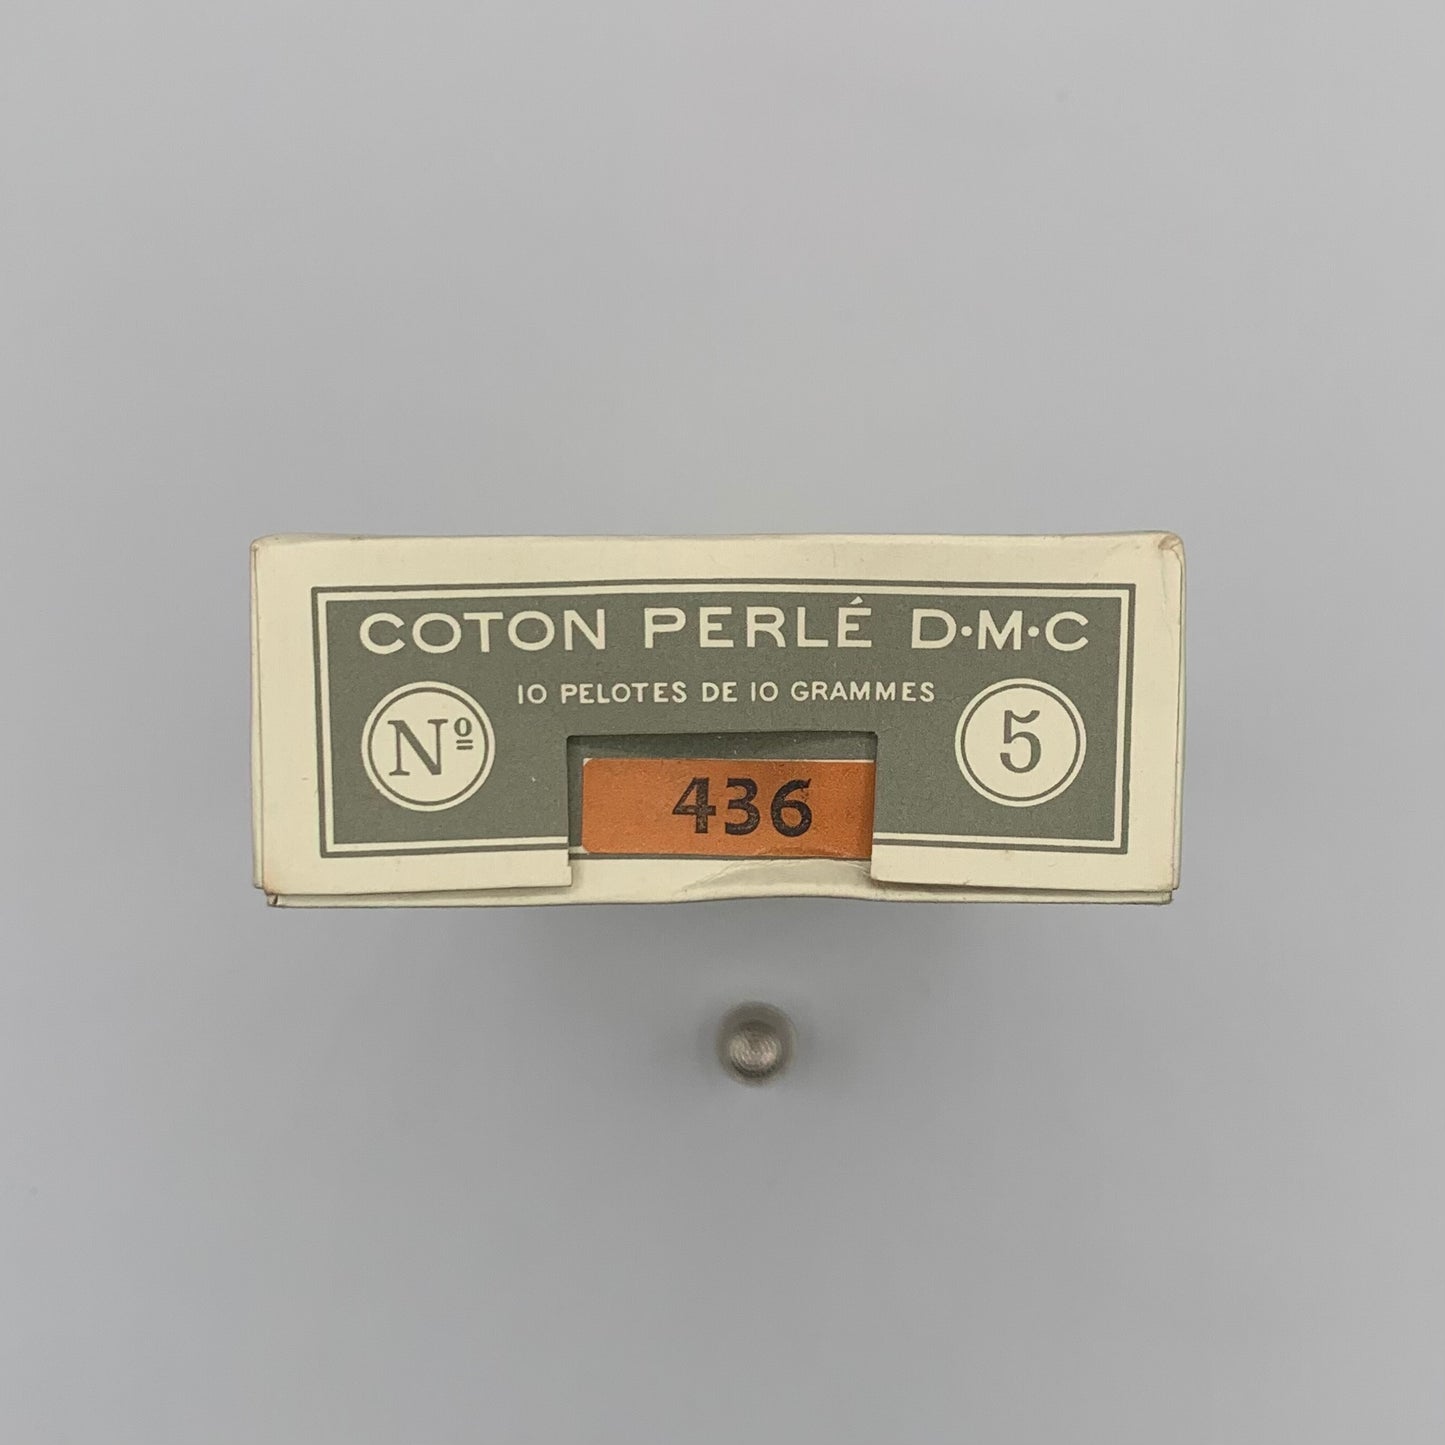 COTON PERLÉ D·M·C
10 PELOTES DE 10 GRAMMES
Nº
5
436